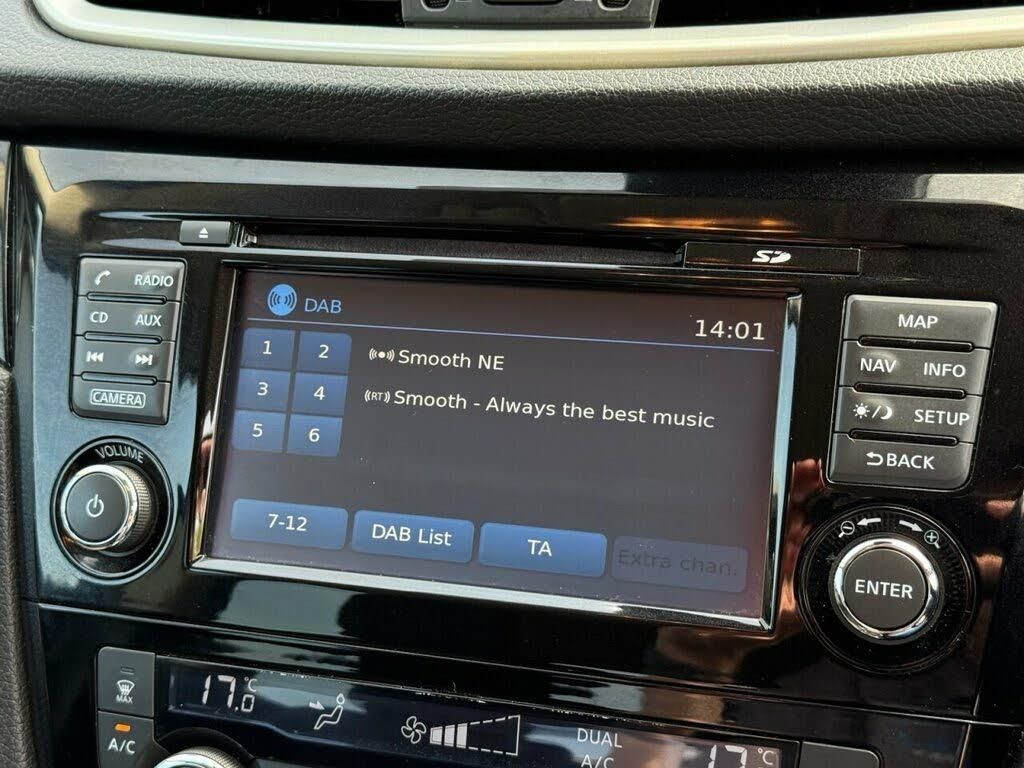 SD
RADIO
CD AUX
CAMERA
VOLUME
DAB
14:01
1 2
3 4
5 6
Smooth NE
(RT) Smooth - Always the best music
7-12
DAB List
TA
Extra chan.
MAP
NAV INFO
SETUP
BACK
ENTER
MAX
A/C
17.0 °C
DUAL
A/C
17 °C